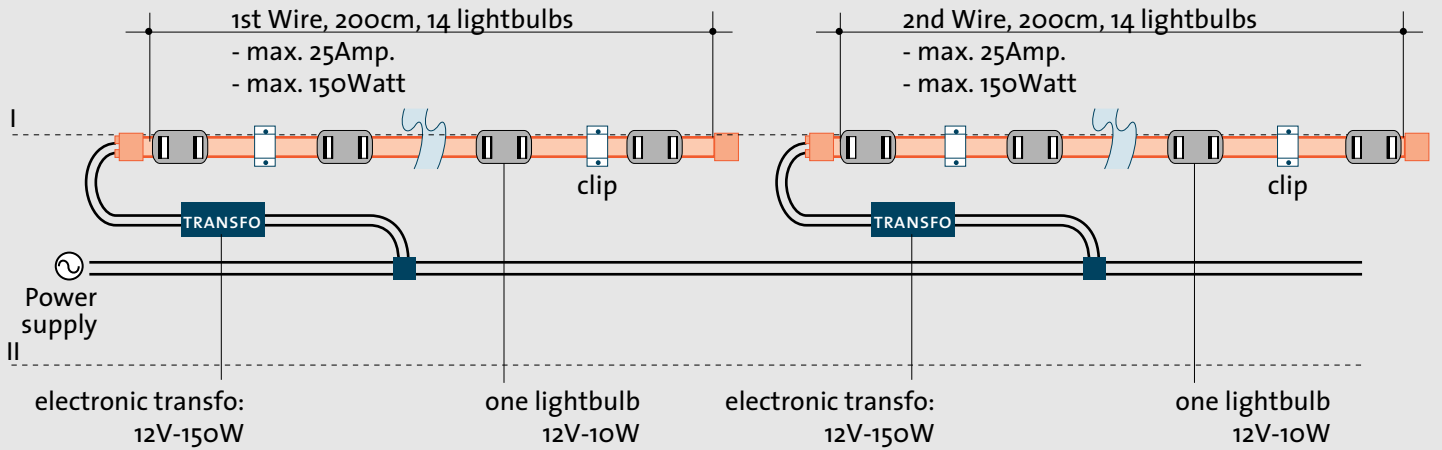 1st Wire, 200cm, 14 lightbulbs
- max. 25Amp.
- max. 150Watt
2nd Wire, 200cm, 14 lightbulbs
- max. 25Amp.
- max. 150Watt
I
clip
clip
TRANSFO
TRANSFO
Power
supply
II
electronic transfo:
12V-150W
one lightbulb
12V-10W
electronic transfo:
12V-150W
one lightbulb
12V-10W